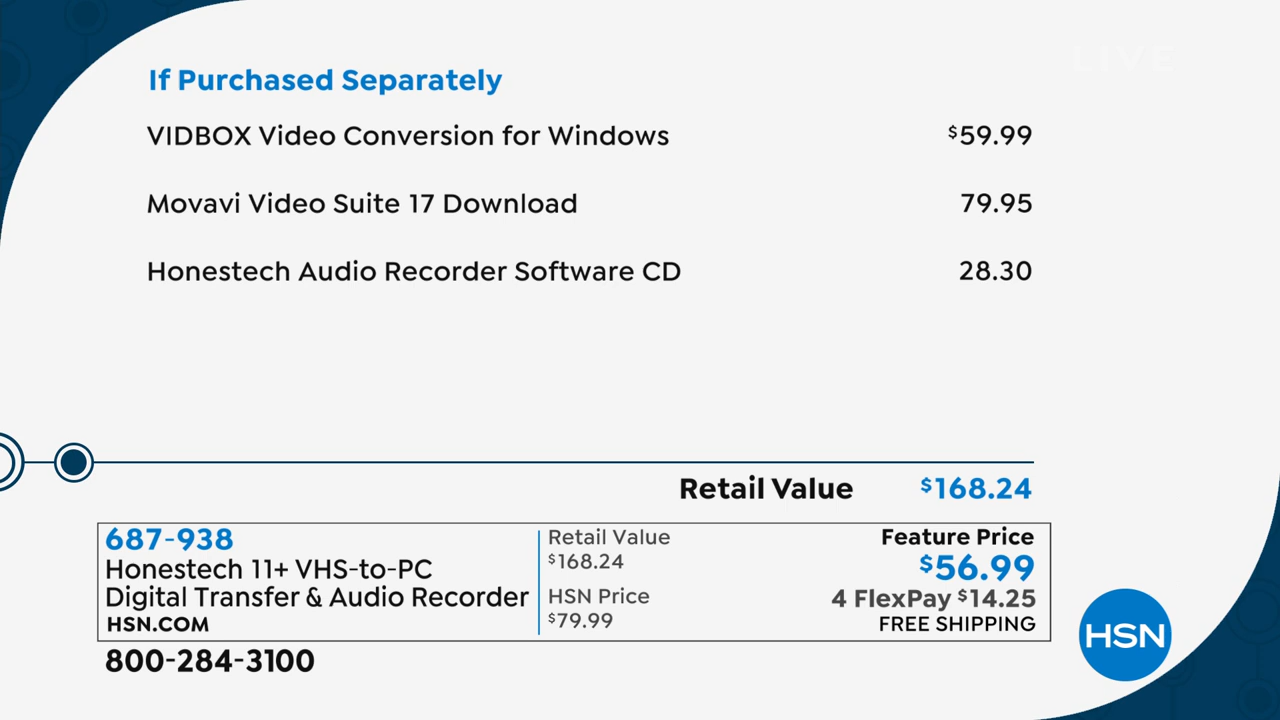 LIVE
If Purchased Separately
VIDBOX Video Conversion for Windows $59.99
Movavi Video Suite 17 Download 79.95
Honestech Audio Recorder Software CD 28.30
Retail Value $168.24
687-938
Honestech 11+ VHS-to-PC
Digital Transfer & Audio Recorder
HSN.COM
Retail Value
$168.24
HSN Price
$79.99
Feature Price
$56.99
4 FlexPay $14.25
FREE SHIPPING
800-284-3100
HSN